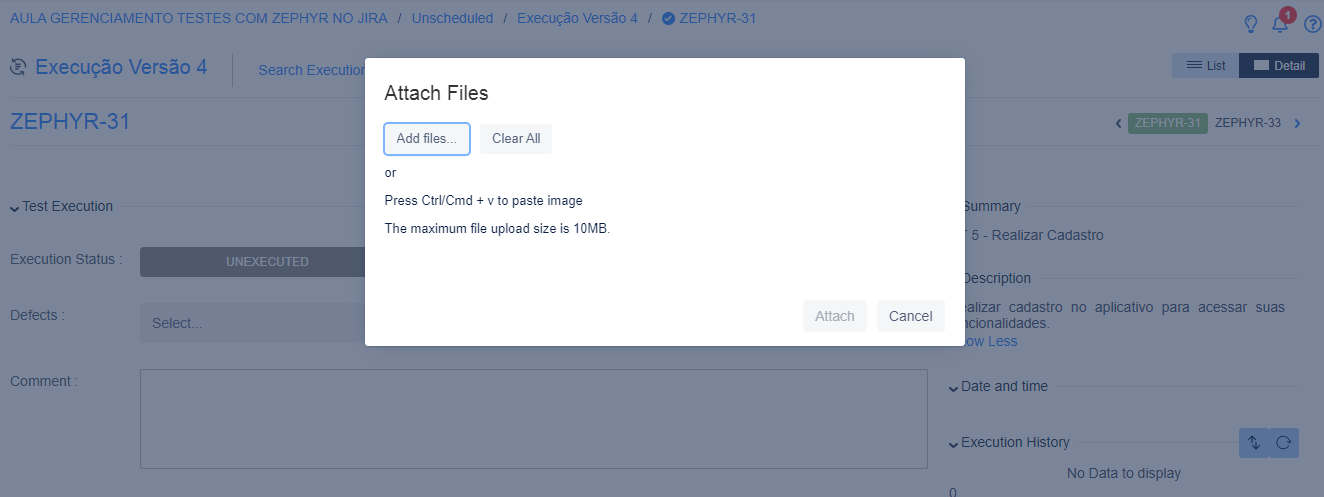 AULA GERENCIAMENTO TESTES COM ZEPHYR NO JIRA / Unscheduled / Execução Versão 4 / ZEPHYR-31
1
Execução Versão 4
Search Execution
List
Detail
ZEPHYR-31
ZEPHYR-31
ZEPHYR-33
Attach Files
Add files...
Clear All
or
Press Ctrl/Cmd + v to paste image
The maximum file upload size is 10MB.
Attach
Cancel
Test Execution
Execution Status :
UNEXECUTED
Defects :
Select...
Comment :
Summary
5 - Realizar Cadastro
Description
cadastro no aplicativo para acessar suas
Less
Date and time
Execution History
No Data to display
0